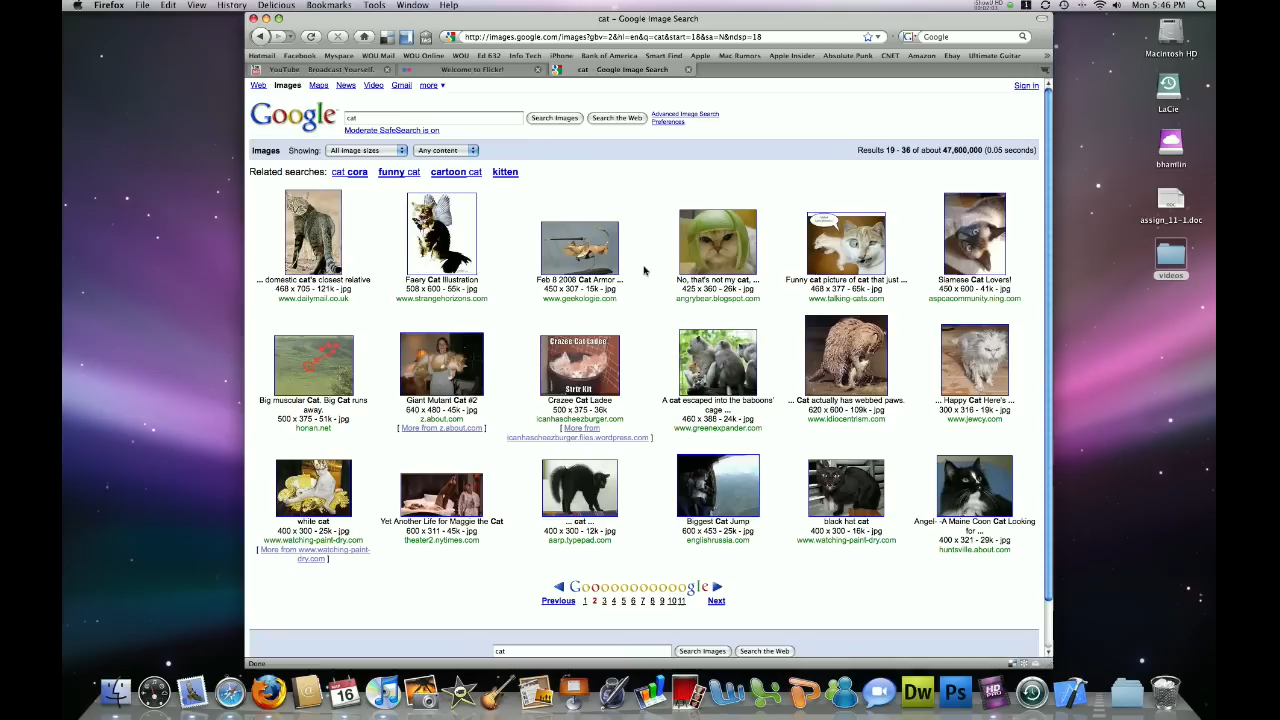 Firefox File Edit View History Delicious Bookmarks Tools Window Help
Mon 5:46 PM
cat – Google Image Search
http://images.google.com/images?gbv=2&hl=en&q=cat&start=18&sa=N&ndsp=18
Google
Hotmail Facebook Myspace WOU Mail WOU Online Ed 632 Info Tech iPhone Bank of America Smart Find Mac Rumors Apple Insider Absolute Punk CNET Amazon Ebay Ultimate Guitar »
YouTube – Broadcast Yourself. Welcome to Flickr! cat – Google Image Search
Web Images Maps News Video Gmail more ▼ Sign in
Google cat Search Images Search the Web Advanced Image Search
Preferences
Moderate SafeSearch is on
Images Showing: All image sizes Any content Results 19 - 36 of about 47,600,000 (0.05 seconds)
Related searches: cat cora funny cat cartoon cat kitten
... domestic cat's closest relative Faery Cat Illustration Feb 8 2008 Cat Armor ... No, that's not my cat, ... Funny cat picture of cat that just ... Siamese Cat Lovers!
468 x 705 - 121k - jpg 508 x 600 - 55k - jpg 450 x 307 - 15k - jpg 425 x 360 - 26k - jpg 468 x 377 - 65k - jpg 450 x 600 - 41k - jpg
www.dailymail.co.uk www.strangehorizons.com www.geekologie.com angrybear.blogspot.com www.talking-cats.com aspcacommunity.ning.com
Crazee Cat Ladee
Strtr Kit
Big muscular Cat. Big Cat runs away. Giant Mutant Cat #2 Crazee Cat Ladee A cat escaped into the baboons' cage ... ... Cat actually has webbed paws. ... Happy Cat Here's ...
500 x 375 - 51k - jpg 640 x 480 - 45k - jpg 500 x 375 - 36k 460 x 388 - 24k - jpg 620 x 600 - 109k - jpg 300 x 316 - 19k - jpg
honan.net z.about.com icanhascheezburger.com www.greenexpander.com www.idiocentrism.com www.jewcy.com
[ More from z.about.com ] [ More from icanhascheezburger.files.wordpress.com ]
white cat Yet Another Life for Maggie the Cat ... cat ... Biggest Cat Jump black hat cat Angel- -A Maine Coon Cat Looking for ...
400 x 300 - 25k - jpg 600 x 311 - 45k - jpg 400 x 300 - 12k - jpg 600 x 453 - 25k - jpg 400 x 300 - 16k - jpg 400 x 321 - 29k - jpg
www.watching-paint-dry.com theater2.nytimes.com aarp.typepad.com englishrussia.com www.watching-paint-dry.com huntsville.about.com
[ More from www.watching-paint-dry.com ]
Gooooooooooogle
Previous 1 2 3 4 5 6 7 8 9 10 11 Next
cat Search Images Search the Web
Done
Macintosh HD
LaCie
bhamlin
assign_11-1.doc
videos
16
Dw Ps HD